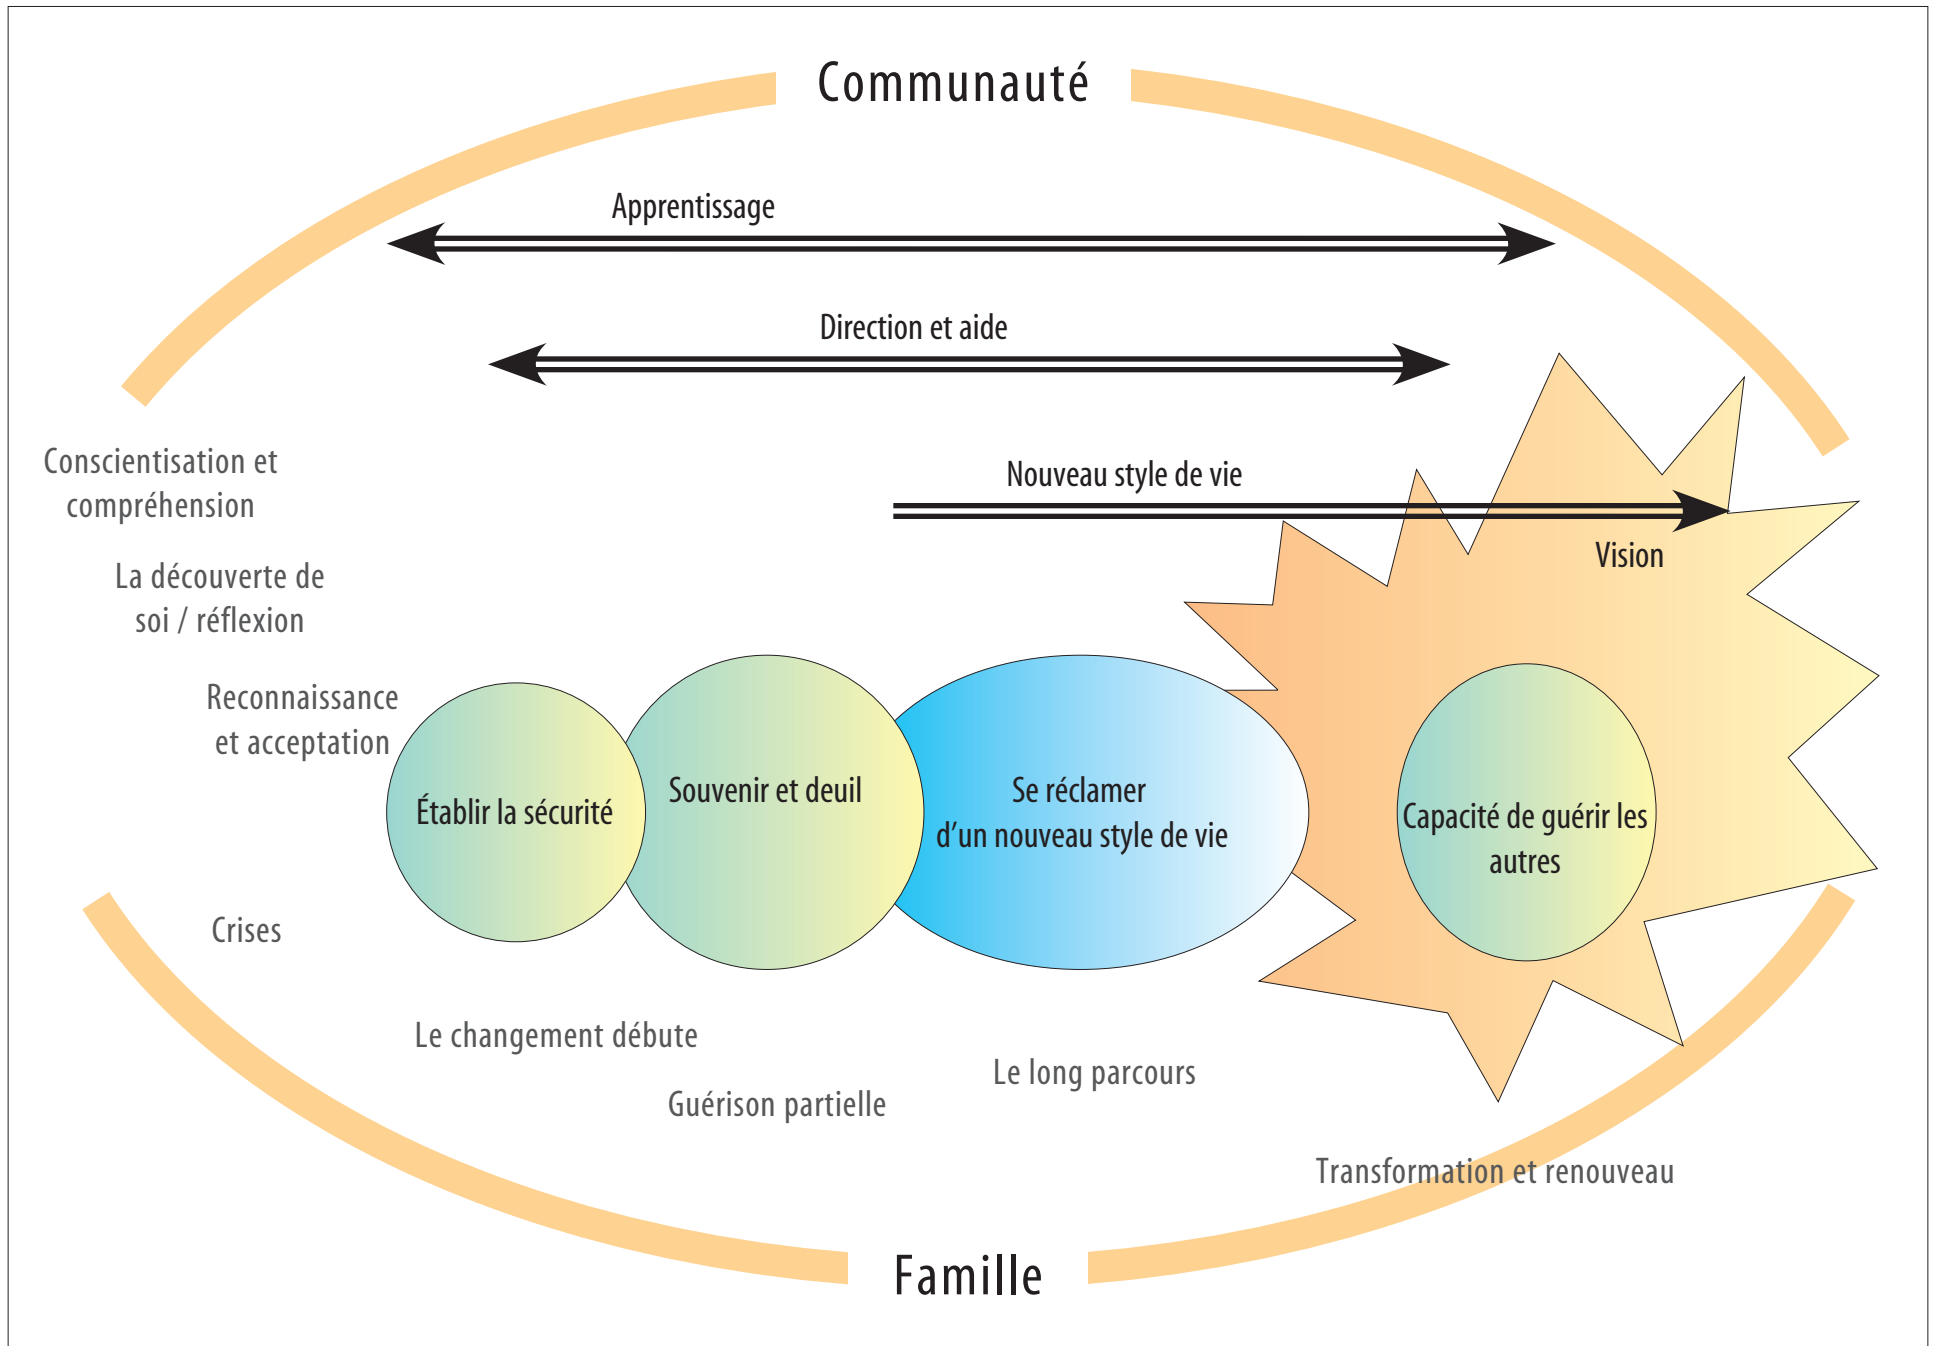 Communauté
Apprentissage
Direction et aide
Conscientisation et
compréhension
Nouveau style de vie
Vision
La découverte de
soi / réflexion
Reconnaissance
et acceptation
Établir la sécurité
Souvenir et deuil
Se réclamer
d’un nouveau style de vie
Capacité de guérir les
autres
Crises
Le changement débute
Guérison partielle
Le long parcours
Transformation et renouveau
Famille